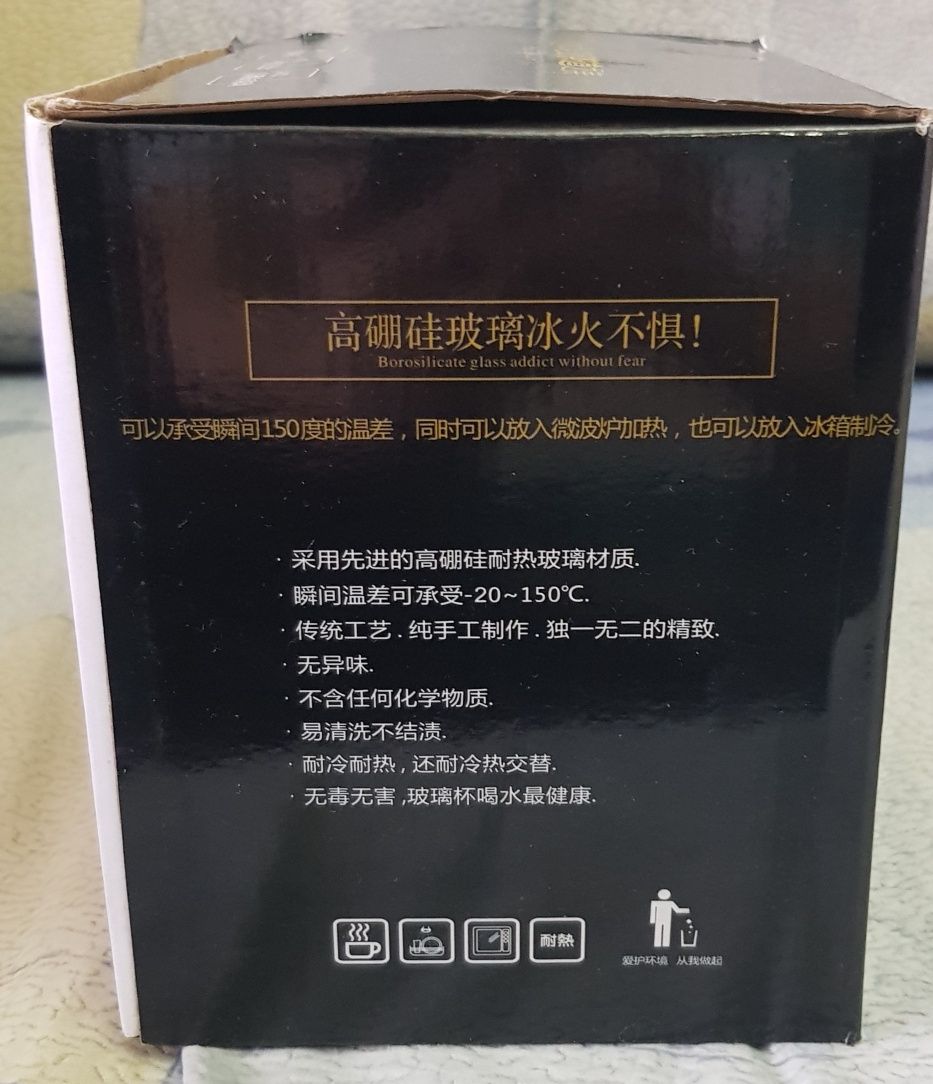 高硼硅玻璃冰火不惧！
Borosilicate glass addict without fear
可以承受瞬间150度的温差，同时可以放入微波炉加热，也可以放入冰箱制冷。
· 采用先进的高硼硅耐热玻璃材质.
· 瞬间温差可承受-20~150℃.
· 传统工艺.纯手工制作.独一无二的精致.
· 无异味.
· 不含任何化学物质.
· 易清洗不结渍.
· 耐冷耐热,还耐冷热交替.
· 无毒无害,玻璃杯喝水最健康.
耐熱
爱护环境 从我做起